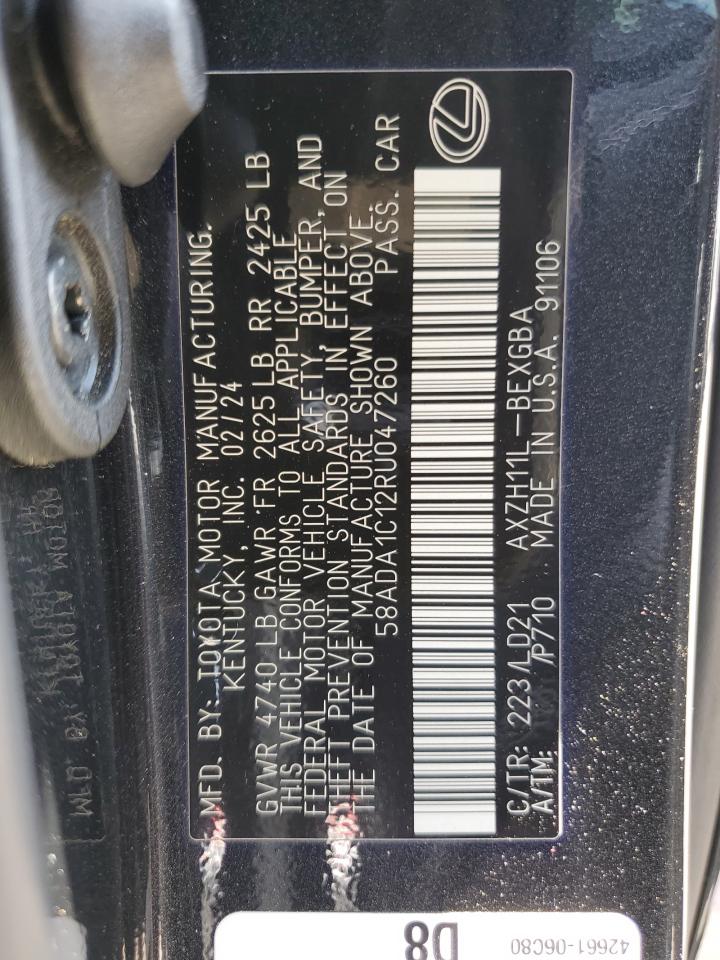 MFD. BY: TOYOTA MOTOR MANUFACTURING.
KENTUCKY, INC. 02/24
GVWR 4740 LB GAWR FR 2625 LB RR 2425 LB
THIS VEHICLE CONFORMS TO ALL APPLICABLE
FEDERAL MOTOR VEHICLE SAFETY, BUMPER, AND
THEFT PREVENTION STANDARDS IN EFFECT ON
THE DATE OF MANUFACTURE SHOWN ABOVE.
58ADA1C12RU047260 PASS. CAR
C/TR: 223/LD21 AXZH11L-BEXGBA
A/TM: /P710 MADE IN U.S.A. 91106
D8
42661-06C80